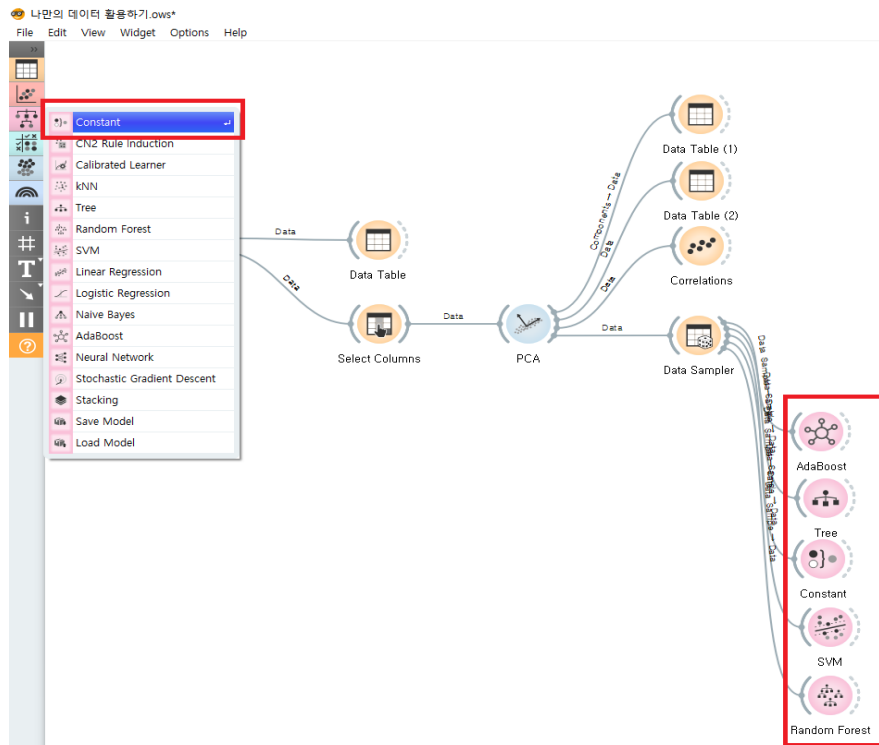 나만의 데이터 활용하기.ows*
File Edit View Widget Options Help
Constant
CN2 Rule Induction
Calibrated Learner
kNN
Tree
Random Forest
SVM
Linear Regression
Logistic Regression
Naive Bayes
AdaBoost
Neural Network
Stochastic Gradient Descent
Stacking
Save Model
Load Model
Data
Data Table
Data
Select Columns
Data
PCA
Components → Data
Data Table (1)
Data
Data Table (2)
Data
Correlations
Data
Data Sampler
AdaBoost
Tree
Constant
SVM
Random Forest